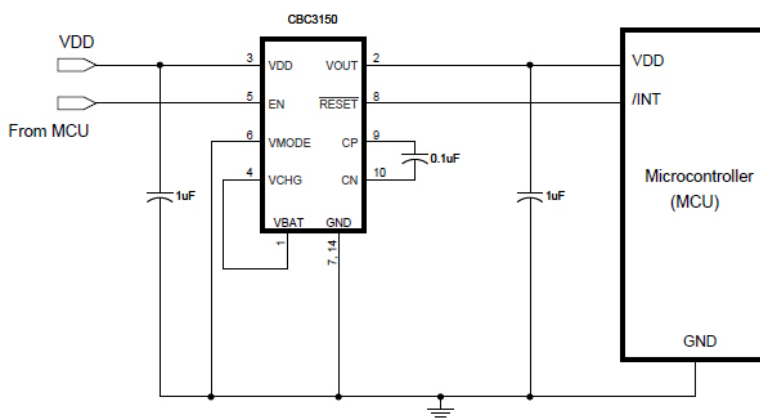 CBC3150
VDD
3
VDD
VOUT
2
VDD
5
EN
RESET
8
/INT
From MCU
6
VMODE
CP
9
0.1uF
4
VCHG
CN
10
Microcontroller
(MCU)
1uF
1uF
VBAT
GND
1
7, 14
GND